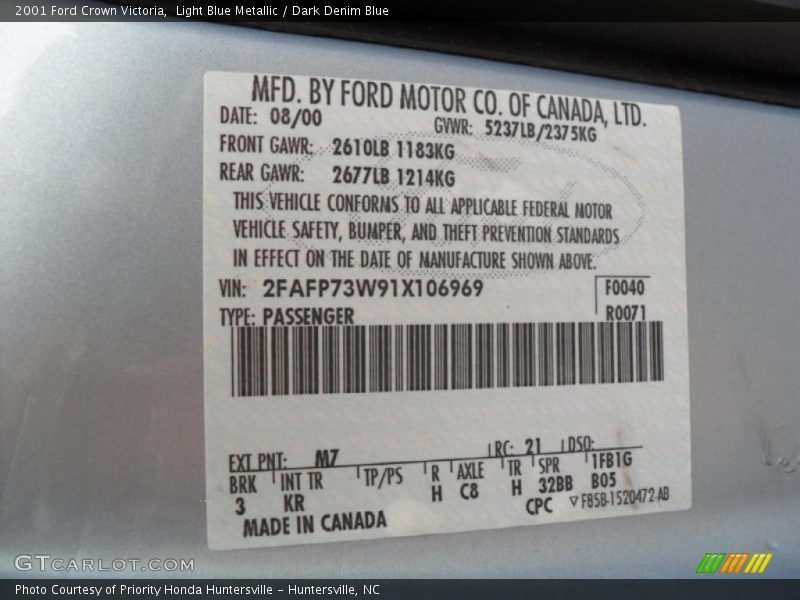 2001 Ford Crown Victoria,  Light Blue Metallic / Dark Denim Blue
MFD. BY FORD MOTOR CO. OF CANADA, LTD.
DATE: 08/00 GVWR: 5237LB/2375KG
FRONT GAWR: 2610LB 1183KG
REAR GAWR: 2677LB 1214KG
THIS VEHICLE CONFORMS TO ALL APPLICABLE FEDERAL MOTOR
VEHICLE SAFETY, BUMPER, AND THEFT PREVENTION STANDARDS
IN EFFECT ON THE DATE OF MANUFACTURE SHOWN ABOVE.
VIN: 2FAFP73W91X106969 F0040
TYPE: PASSENGER R0071
EXT PNT: M7 RC: 21 DSO:
BRK INT TR TP/PS R AXLE TR SPR 1FB1G
3 KR H C8 H 32BB B05
MADE IN CANADA CPC F85B-1520472-AB
GTCARLOT.COM
Photo Courtesy of Priority Honda Huntersville - Huntersville, NC